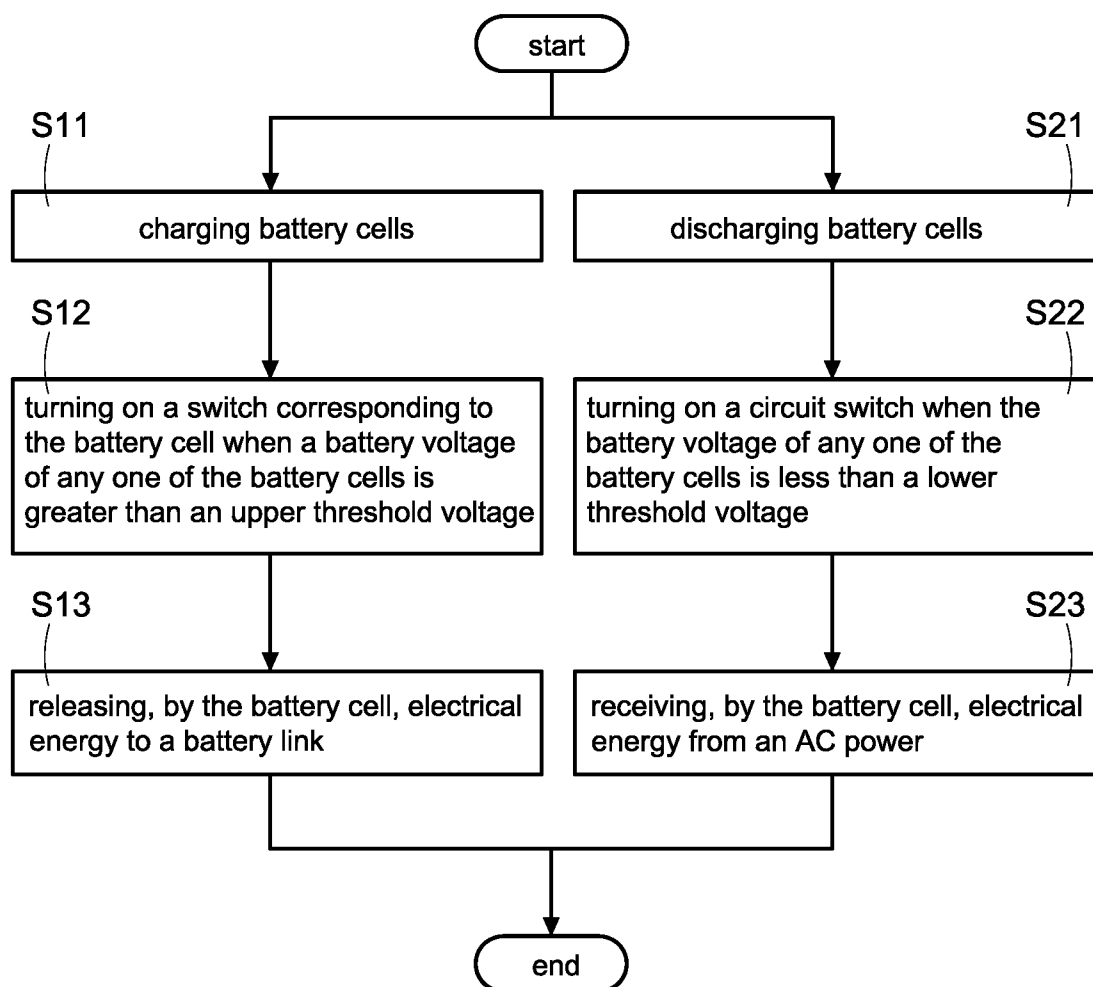 start
S11
charging battery cells
S12
turning on a switch corresponding to
the battery cell when a battery voltage
of any one of the battery cells is
greater than an upper threshold voltage
S13
releasing, by the battery cell, electrical
energy to a battery link
S21
discharging battery cells
S22
turning on a circuit switch when the
battery voltage of any one of the
battery cells is less than a lower
threshold voltage
S23
receiving, by the battery cell, electrical
energy from an AC power
end